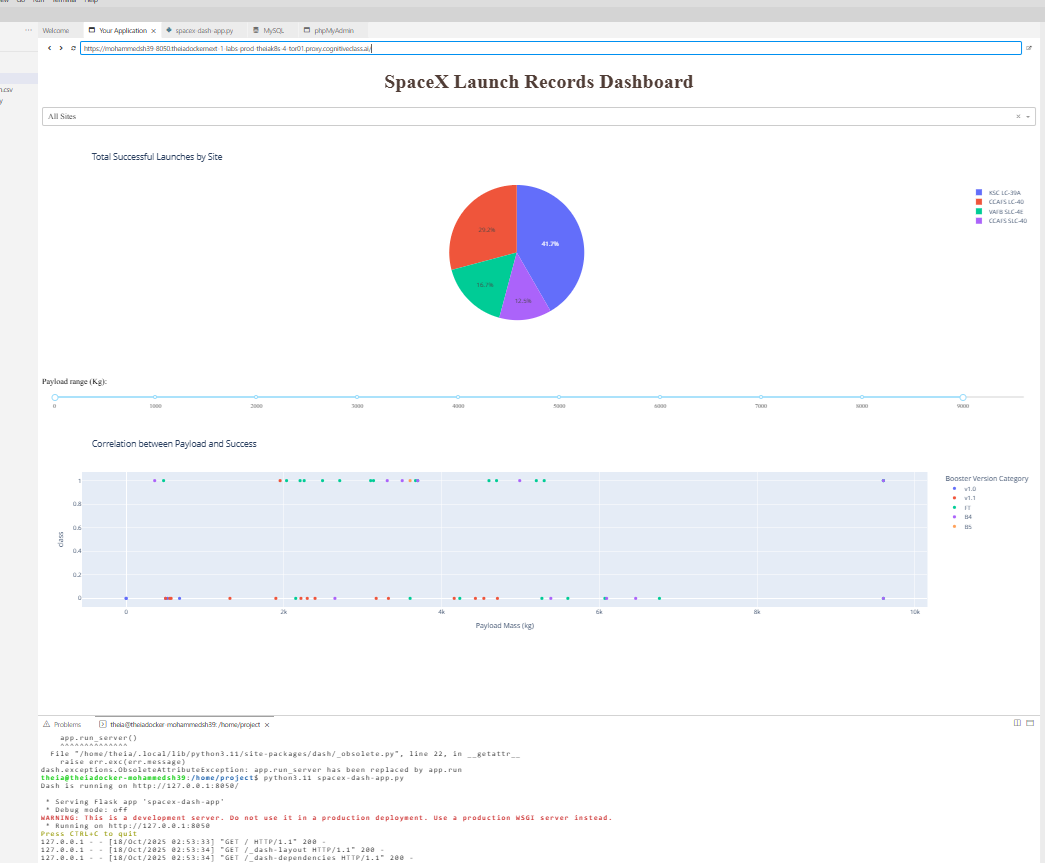 Go Run Terminal Help
Welcome Your Application × spacex-dash-app.py MySQL phpMyAdmin
https://mohammedsh39-8050.theiadockernext-1-labs-prod-theiak8s-4-tor01.proxy.cognitiveclass.ai/
n.csv
y
SpaceX Launch Records Dashboard
All Sites × 
Total Successful Launches by Site
KSC LC-39A
CCAFS LC-40
VAFB SLC-4E
CCAFS SLC-40
29.2%
41.7%
16.7%
12.5%
Payload range (Kg):
0 1000 2000 3000 4000 5000 6000 7000 8000 9000
Correlation between Payload and Success
Booster Version Category
v1.0
v1.1
FT
B4
B5
class
1
0.8
0.6
0.4
0.2
0
0 2k 4k 6k 8k 10k
Payload Mass (kg)
Problems theia@theiadocker-mohammedsh39: /home/project ×
app.run_server()
^^^^^^^^^^^^^^
File "/home/theia/.local/lib/python3.11/site-packages/dash/_obsolete.py", line 22, in __getattr__
raise err.exc(err.message)
dash.exceptions.ObsoleteAttributeException: app.run_server has been replaced by app.run
theia@theiadocker-mohammedsh39:/home/project$ python3.11 spacex-dash-app.py
Dash is running on http://127.0.0.1:8050/
* Serving Flask app 'spacex-dash-app'
* Debug mode: off
WARNING: This is a development server. Do not use it in a production deployment. Use a production WSGI server instead.
* Running on http://127.0.0.1:8050
Press CTRL+C to quit
127.0.0.1 - - [18/Oct/2025 02:53:33] "GET / HTTP/1.1" 200 -
127.0.0.1 - - [18/Oct/2025 02:53:34] "GET /_dash-layout HTTP/1.1" 200 -
127.0.0.1 - - [18/Oct/2025 02:53:34] "GET /_dash-dependencies HTTP/1.1" 200 -